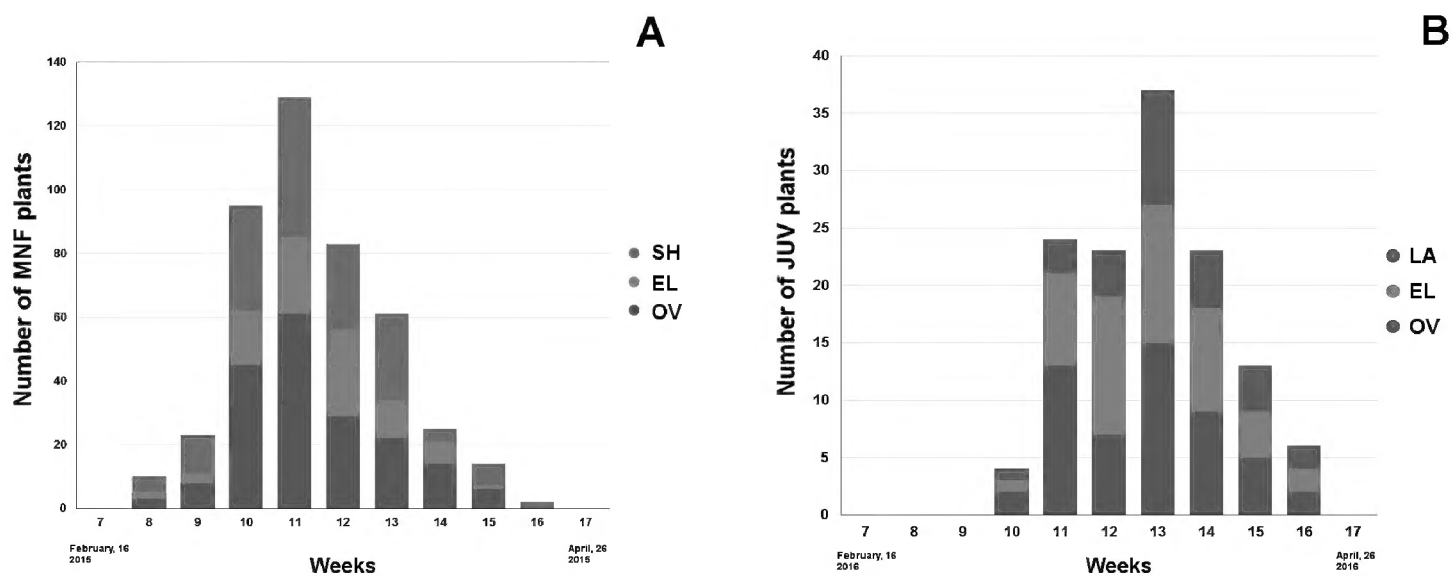 A
Number of MNF plants
140
120
100
80
60
40
20
0
7 8 9 10 11 12 13 14 15 16 17
February, 16
2015
April, 26
2015
Weeks
SH
EL
OV
B
Number of JUV plants
40
35
30
25
20
15
10
5
0
7 8 9 10 11 12 13 14 15 16 17
February, 16
2016
April, 26
2016
Weeks
LA
EL
OV